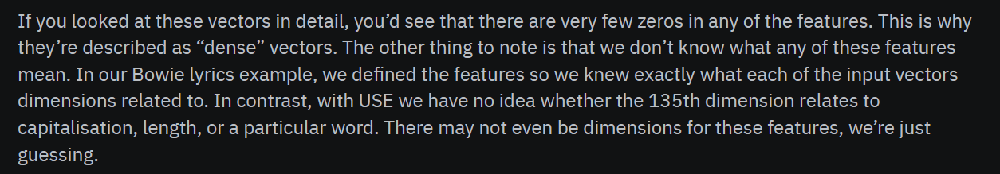 If you looked at these vectors in detail, you’d see that there are very few zeros in any of the features. This is why
they’re described as “dense” vectors. The other thing to note is that we don’t know what any of these features
mean. In our Bowie lyrics example, we defined the features so we knew exactly what each of the input vectors
dimensions related to. In contrast, with USE we have no idea whether the 135th dimension relates to
capitalisation, length, or a particular word. There may not even be dimensions for these features, we’re just
guessing.